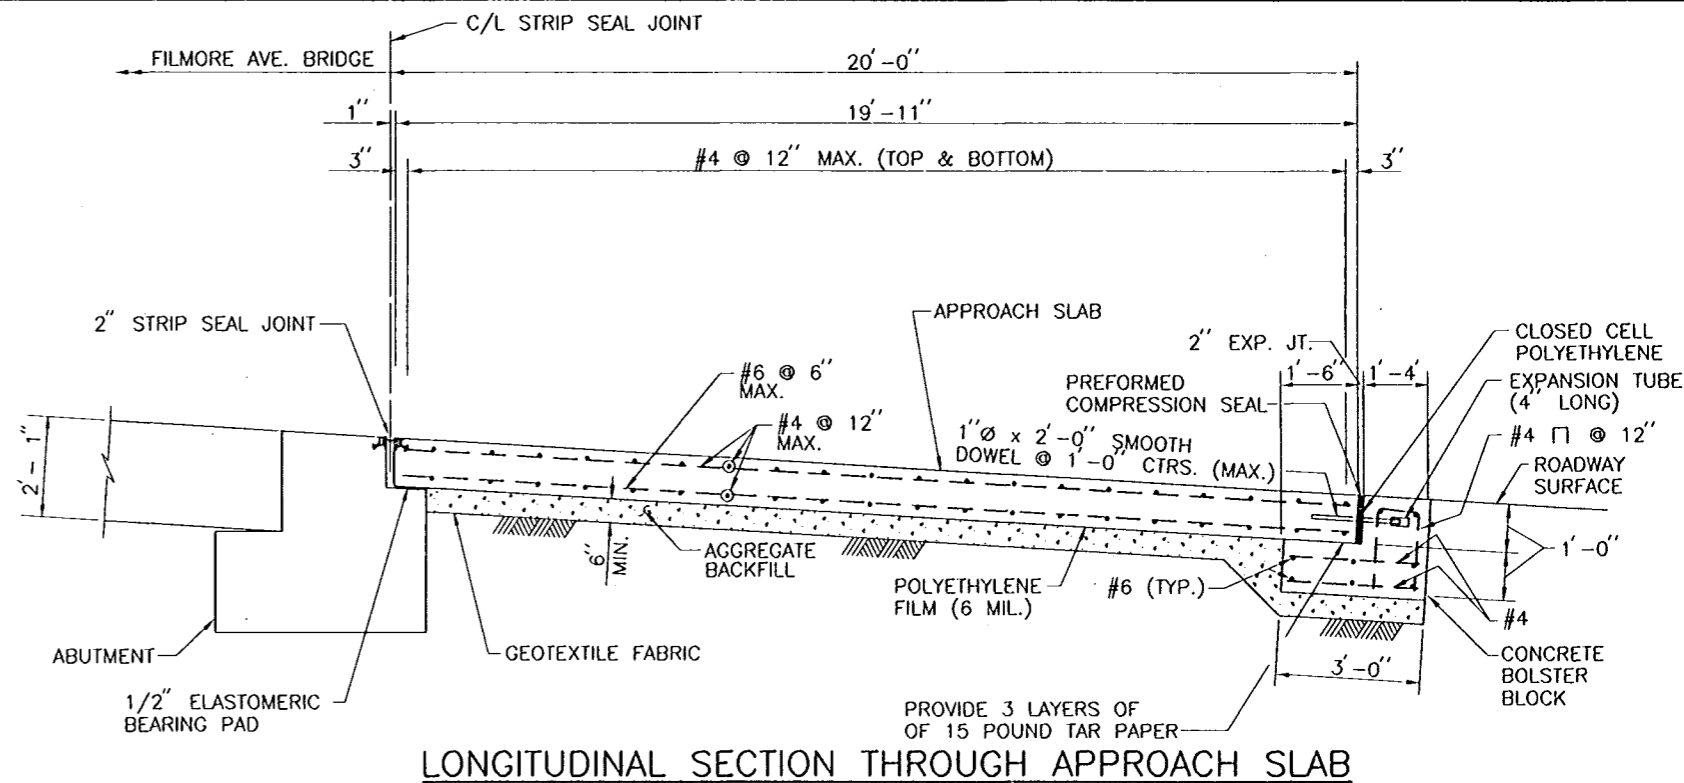 C/L STRIP SEAL JOINT
FILMORE AVE. BRIDGE
20'-0"
1"
19'-11"
3"
#4 @ 12" MAX. (TOP & BOTTOM)
3"
2" STRIP SEAL JOINT
APPROACH SLAB
2" EXP. JT.
CLOSED CELL
POLYETHYLENE
#6 @ 6"
MAX.
PREFORMED
COMPRESSION SEAL
1'-6"
1'-4'
EXPANSION TUBE
(4" LONG)
#4 @ 12"
MAX.
1"Ø x 2'-0" SMOOTH
DOWEL @ 1'-0" CTRS. (MAX.)
#4 ⊓ @ 12"
ROADWAY
SURFACE
2'-1"
6"
MIN.
AGGREGATE
BACKFILL
1'-0"
POLYETHYLENE
FILM (6 MIL.)
#6 (TYP.)
#4
ABUTMENT
GEOTEXTILE FABRIC
3'-0"
CONCRETE
BOLSTER
BLOCK
1/2" ELASTOMERIC
BEARING PAD
PROVIDE 3 LAYERS OF
OF 15 POUND TAR PAPER
LONGITUDINAL SECTION THROUGH APPROACH SLAB